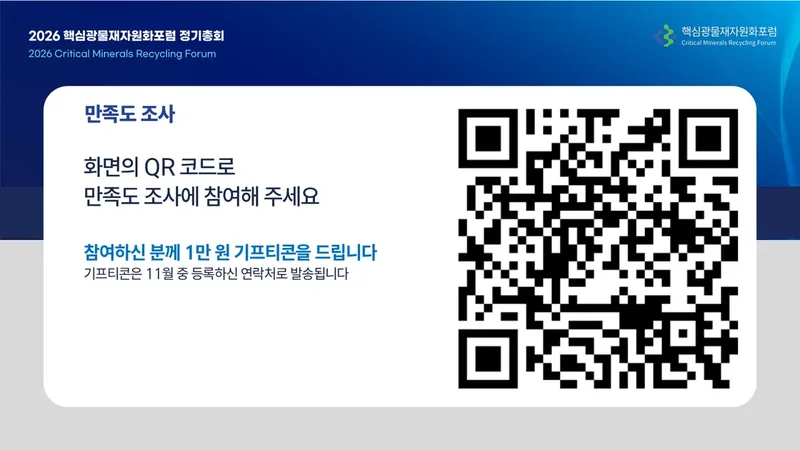 2026 핵심광물재자원화포럼 정기총회
2026 Critical Minerals Recycling Forum
핵심광물재자원화포럼
Critical Minerals Recycling Forum
만족도 조사
화면의 QR 코드로
만족도 조사에 참여해 주세요
참여하신 분께 1만 원 기프티콘을 드립니다
기프티콘은 11월 중 등록하신 연락처로 발송됩니다